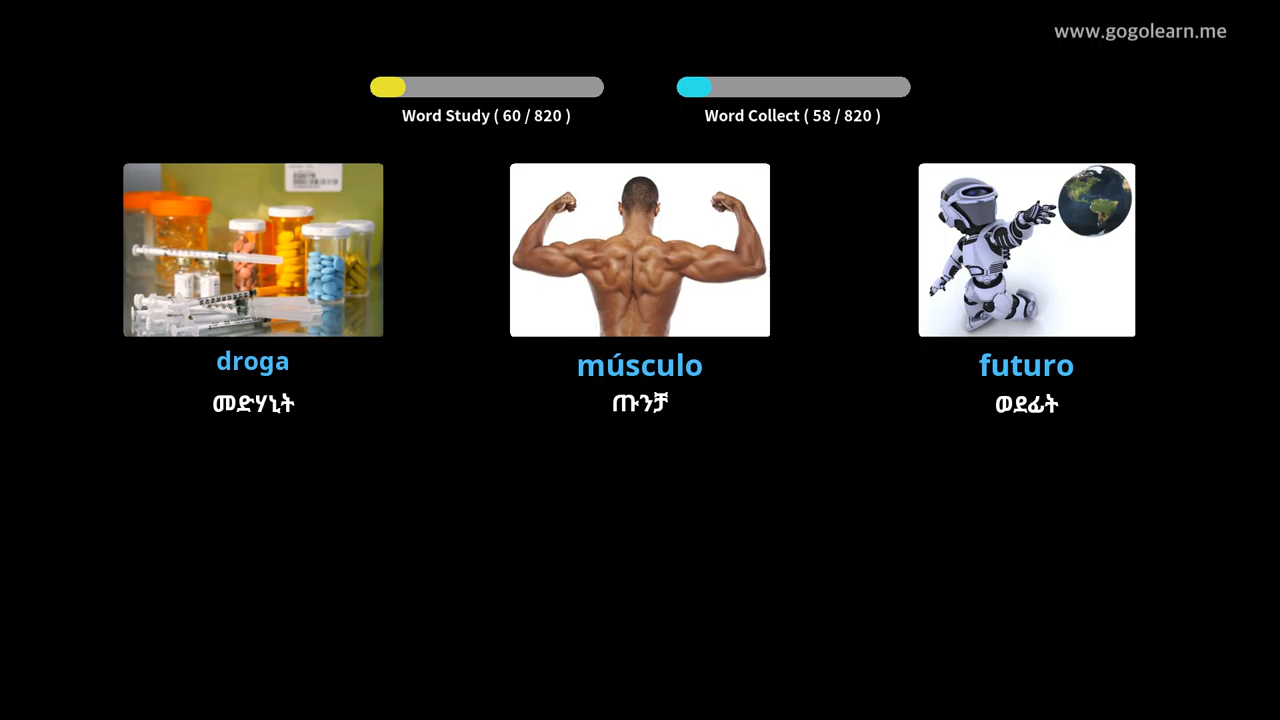 www.gogolearn.me
Word Study ( 60 / 820 )
Word Collect ( 58 / 820 )
droga
músculo
futuro
መድሃኒት
ጡንቻ
ወደፊት